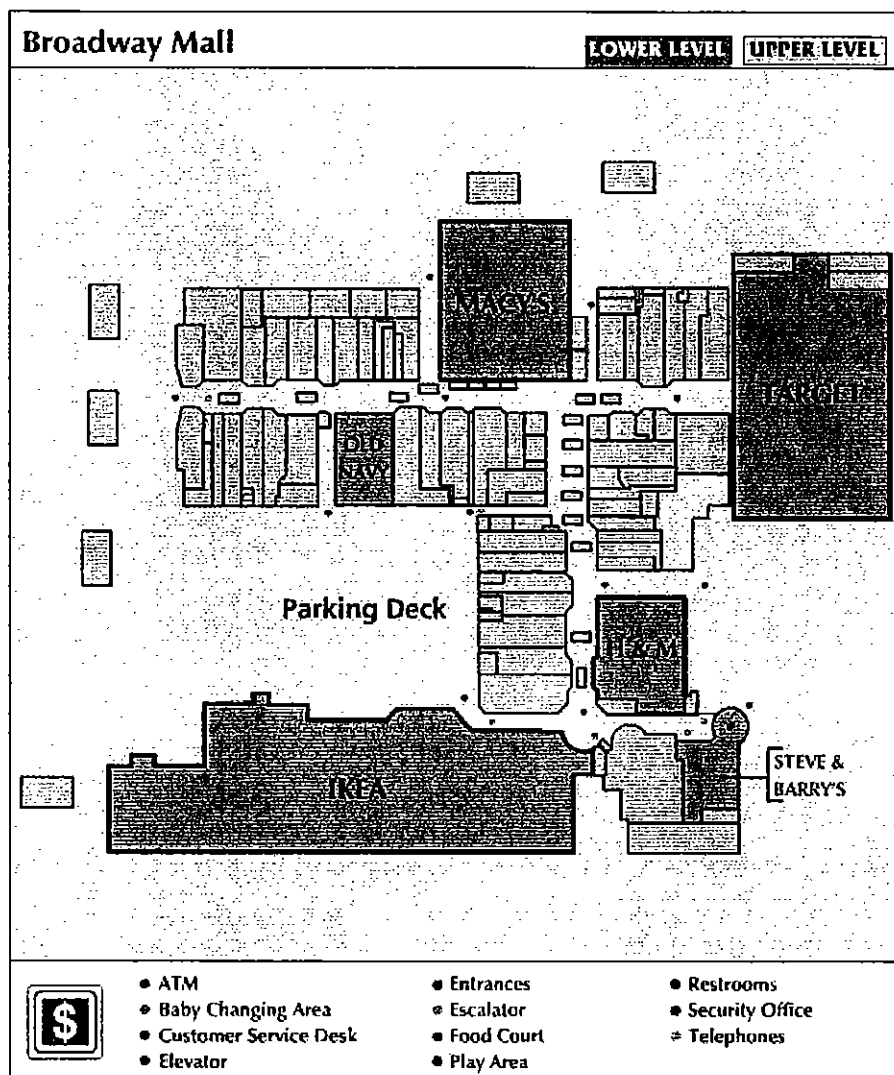 Broadway Mall
LOWER LEVEL
UPPER LEVEL
MACY'S
TARGET
OLD
NAVY
Parking Deck
H & M
IKEA
STEVE &
BARRY'S
$
ATM
Baby Changing Area
Customer Service Desk
Elevator
Entrances
Escalator
Food Court
Play Area
Restrooms
Security Office
Telephones